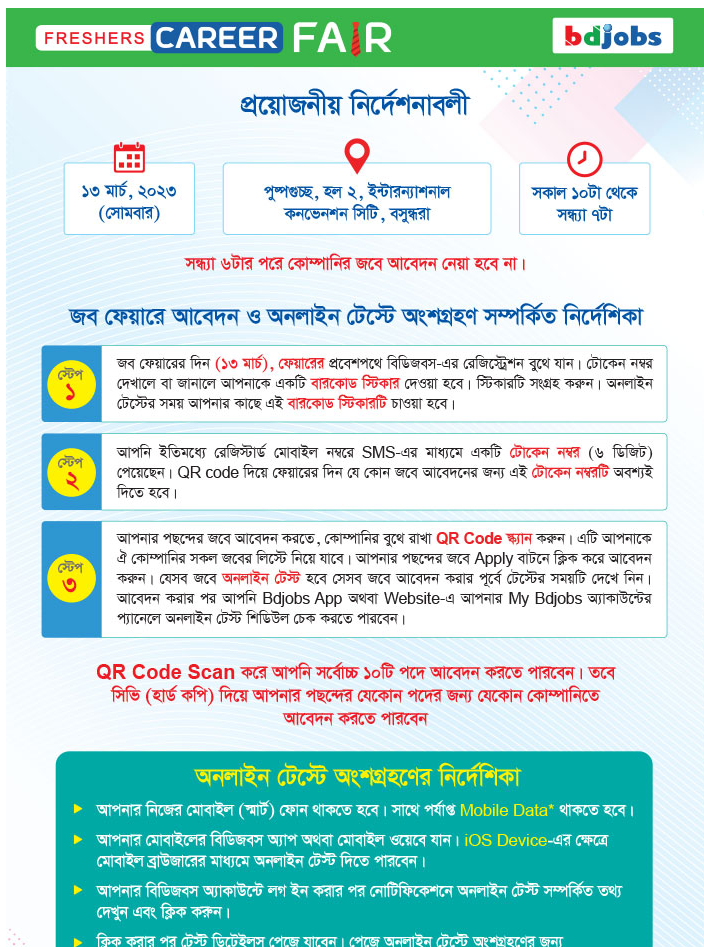 FRESHERS CAREER FAIR
bdjobs
প্রয়োজনীয় নির্দেশনাবলী
১৩ মার্চ, ২০২৩
(সোমবার)
পুষ্পগুচ্ছ, হল ২, ইন্টারন্যাশনাল
কনভেনশন সিটি, বসুন্ধরা
সকাল ১০টা থেকে
সন্ধ্যা ৭টা
সন্ধ্যা ৬টার পরে কোম্পানির জবে আবেদন নেয়া হবে না।
জব ফেয়ারে আবেদন ও অনলাইন টেস্টে অংশগ্রহণ সম্পর্কিত নির্দেশিকা
স্টেপ
১
জব ফেয়ারের দিন (১৩ মার্চ), ফেয়ারের প্রবেশপথে বিডিজবস-এর রেজিস্ট্রেশন বুথে যান। টোকেন নম্বর
দেখালে বা জানালে আপনাকে একটি বারকোড স্টিকার দেওয়া হবে। স্টিকারটি সংগ্রহ করুন। অনলাইন
টেস্টের সময় আপনার কাছে এই বারকোড স্টিকারটি চাওয়া হবে।
স্টেপ
২
আপনি ইতিমধ্যে রেজিস্টার্ড মোবাইল নম্বরে SMS-এর মাধ্যমে একটি টোকেন নম্বর (৬ ডিজিট)
পেয়েছেন। QR code দিয়ে ফেয়ারের দিন যে কোন জবে আবেদনের জন্য এই টোকেন নম্বরটি অবশ্যই
দিতে হবে।
স্টেপ
৩
আপনার পছন্দের জবে আবেদন করতে, কোম্পানির বুথে রাখা QR Code স্ক্যান করুন। এটি আপনাকে
ঐ কোম্পানির সকল জবের লিস্টে নিয়ে যাবে। আপনার পছন্দের জবে Apply বাটনে ক্লিক করে আবেদন
করুন। যেসব জবে অনলাইন টেস্ট হবে সেসব জবে আবেদন করার পূর্বে টেস্টের সময়টি দেখে নিন।
আবেদন করার পর আপনি Bdjobs App অথবা Website-এ আপনার My Bdjobs অ্যাকাউন্টের
প্যানেলে অনলাইন টেস্ট শিডিউল চেক করতে পারবেন।
QR Code Scan করে আপনি সর্বোচ্চ ১০টি পদে আবেদন করতে পারবেন। তবে
সিভি (হার্ড কপি) দিয়ে আপনার পছন্দের যেকোন পদের জন্য যেকোন কোম্পানিতে
আবেদন করতে পারবেন
অনলাইন টেস্টে অংশগ্রহণের নির্দেশিকা
আপনার নিজের মোবাইল (স্মার্ট) ফোন থাকতে হবে। সাথে পর্যাপ্ত Mobile Data* থাকতে হবে।
আপনার মোবাইলের বিডিজবস অ্যাপ অথবা মোবাইল ওয়েবে যান। iOS Device-এর ক্ষেত্রে
মোবাইল ব্রাউজারের মাধ্যমে অনলাইন টেস্ট দিতে পারবেন।
আপনার বিডিজবস অ্যাকাউন্টে লগ ইন করার পর নোটিফিকেশনে অনলাইন টেস্ট সম্পর্কিত তথ্য
দেখুন এবং ক্লিক করুন।
ক্লিক করার পর টেস্ট ডিটেইলস পেজে যাবেন। পেজে অনলাইন টেস্টে অংশগ্রহণের জন্য